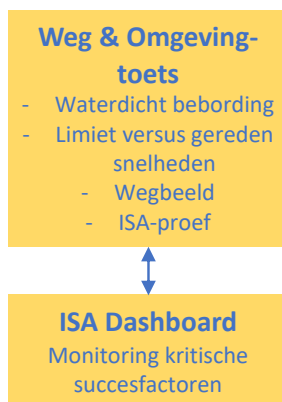 Weg & Omgeving-
toets
- Waterdicht bebording
- Limiet versus gereden
snelheden
- Wegbeeld
- ISA-proef
ISA Dashboard
Monitoring kritische
succesfactoren